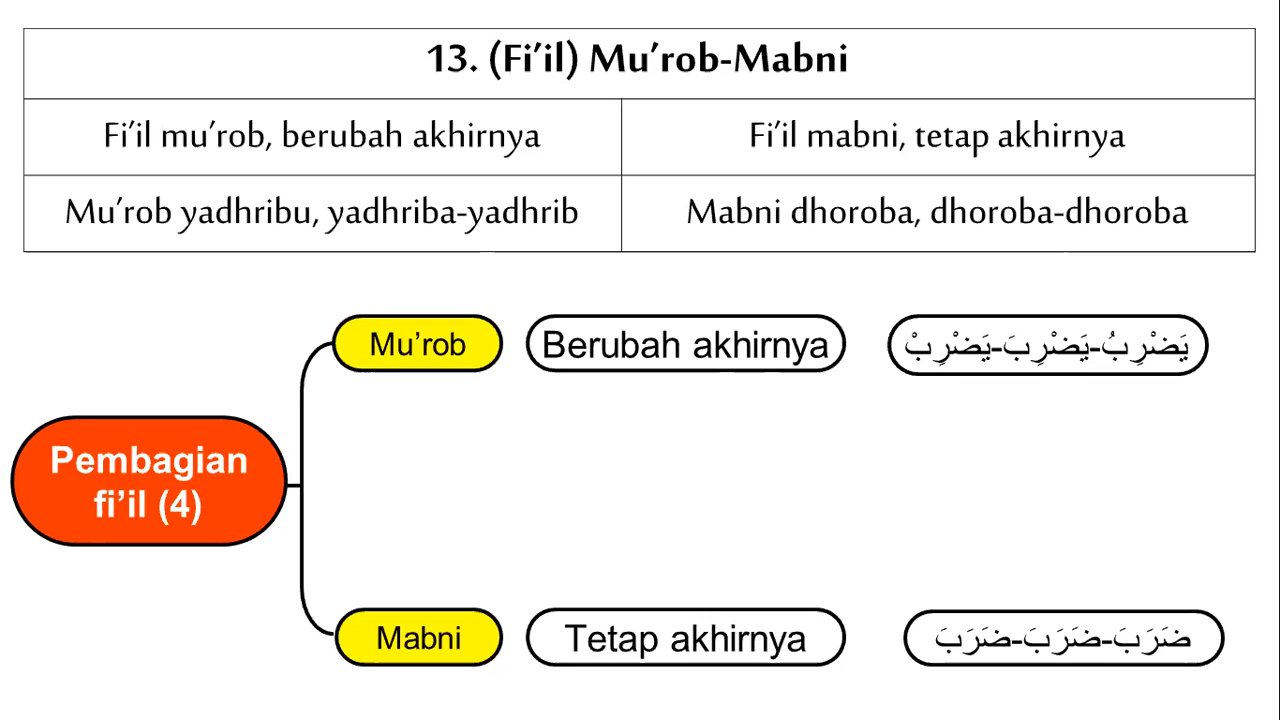 13. (Fi’il) Mu’rob-Mabni
Fi’il mu’rob, berubah akhirnya
Fi’il mabni, tetap akhirnya
Mu’rob yadhribu, yadhriba-yadhrib
Mabni dhoroba, dhoroba-dhoroba
Mu’rob
Berubah akhirnya
يَضْرِبُ-يَضْرِبَ-يَضْرِبْ
Pembagian
fi’il (4)
Mabni
Tetap akhirnya
ضَرَبَ-ضَرَبَ-ضَرَبَ